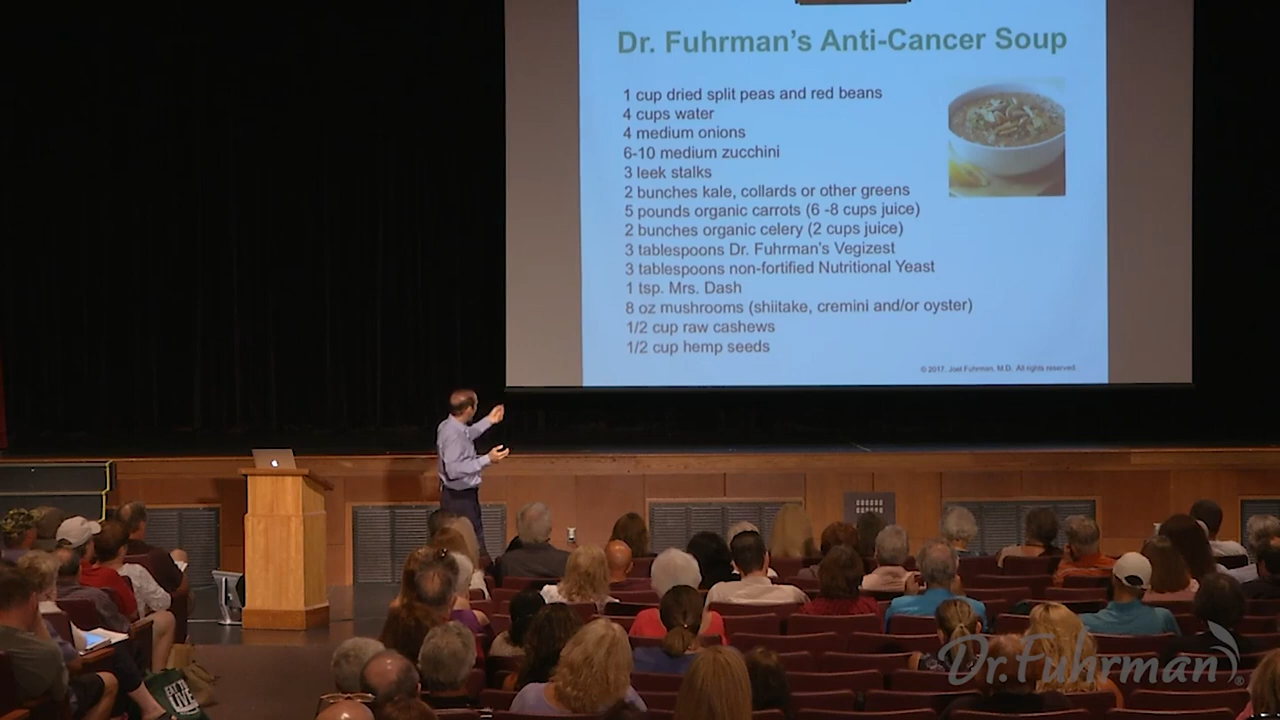 Dr. Fuhrman's Anti-Cancer Soup
1 cup dried split peas and red beans
4 cups water
4 medium onions
6-10 medium zucchini
3 leek stalks
2 bunches kale, collards or other greens
5 pounds organic carrots (6 -8 cups juice)
2 bunches organic celery (2 cups juice)
3 tablespoons Dr. Fuhrman's Vegizest
3 tablespoons non-fortified Nutritional Yeast
1 tsp. Mrs. Dash
8 oz mushrooms (shiitake, cremini and/or oyster)
1/2 cup raw cashews
1/2 cup hemp seeds
© 2017, Joel Fuhrman, M.D. All rights reserved.
EAT TO
LIVE
Dr.Fuhrman®